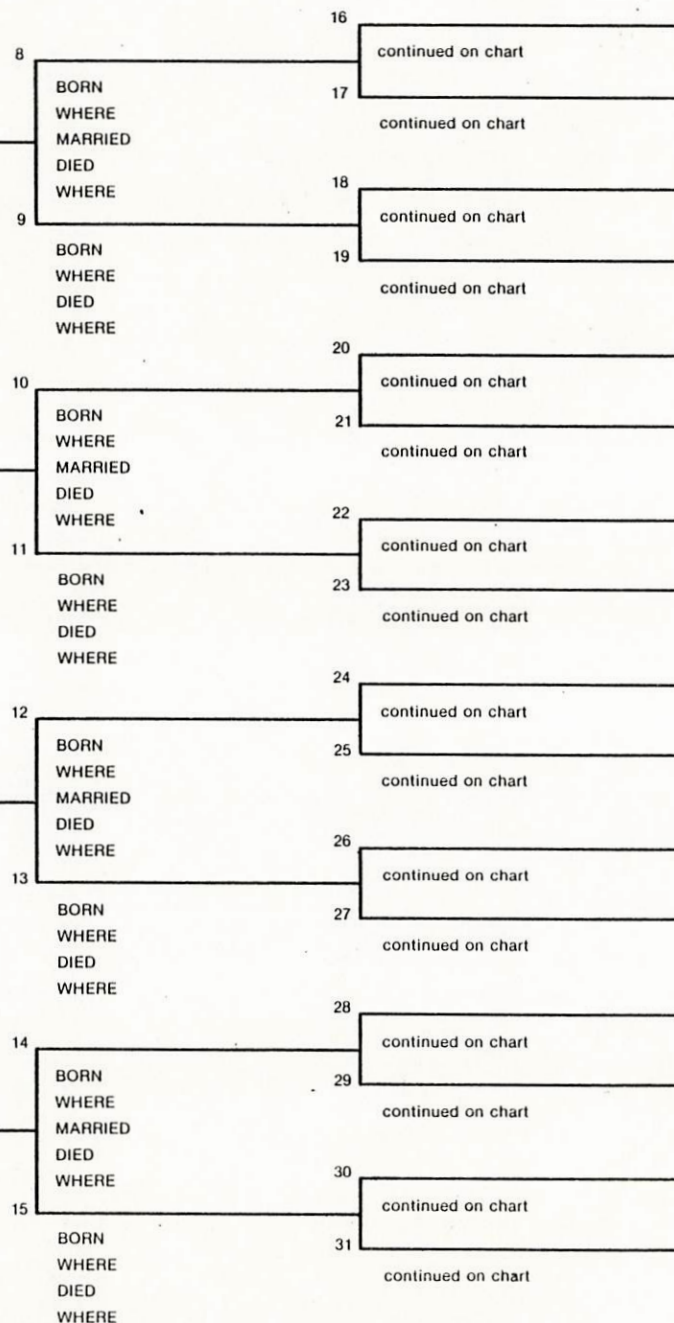 16
continued on chart
8
BORN
17
WHERE
continued on chart
MARRIED
DIED
WHERE
18
continued on chart
9
BORN
19
WHERE
continued on chart
DIED
WHERE
20
continued on chart
10
BORN
21
WHERE
continued on chart
MARRIED
DIED
WHERE
22
continued on chart
11
BORN
23
WHERE
continued on chart
DIED
WHERE
24
continued on chart
12
BORN
25
WHERE
continued on chart
MARRIED
DIED
WHERE
26
continued on chart
13
BORN
27
WHERE
continued on chart
DIED
WHERE
28
continued on chart
14
BORN
29
WHERE
continued on chart
MARRIED
DIED
WHERE
30
continued on chart
15
BORN
31
WHERE
continued on chart
DIED
WHERE